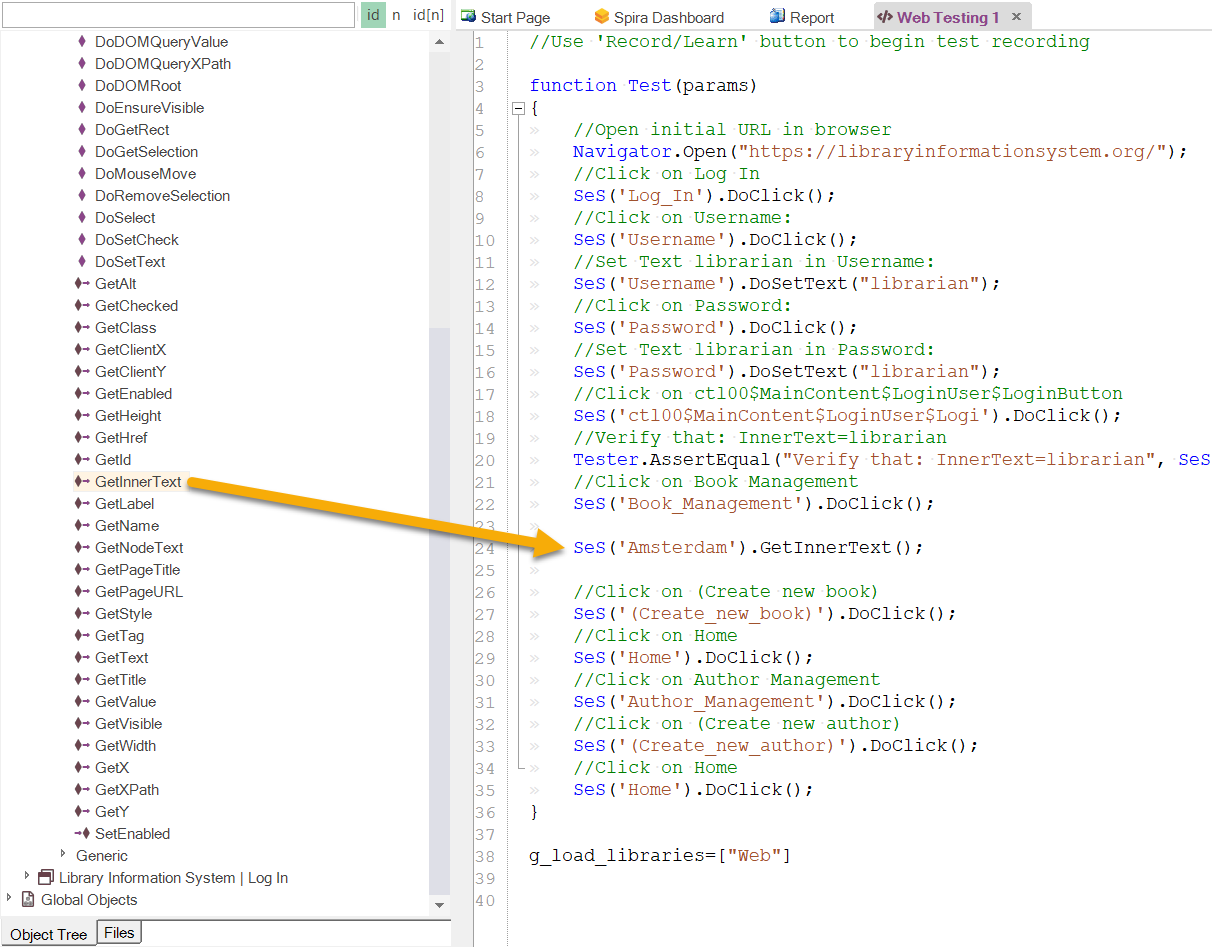 id n id[n]
DoDOMQueryValue
DoDOMQueryXPath
DoDOMRoot
DoEnsureVisible
DoGetRect
DoGetSelection
DoMouseMove
DoRemoveSelection
DoSelect
DoSetCheck
DoSetText
GetAlt
GetChecked
GetClass
GetClientX
GetClientY
GetEnabled
GetHeight
GetHref
GetId
GetInnerText
GetLabel
GetName
GetNodeText
GetPageTitle
GetPageURL
GetStyle
GetTag
GetText
GetTitle
GetValue
GetVisible
GetWidth
GetX
GetXPath
GetY
SetEnabled
Generic
Library Information System | Log In
Global Objects
Object Tree Files
Start Page Spira Dashboard Report </> Web Testing 1 ×
1 //Use 'Record/Learn' button to begin test recording
2
3 function Test(params)
4 {
5 //Open initial URL in browser
6 Navigator.Open("https://libraryinformationsystem.org/");
7 //Click on Log In
8 SeS('Log_In').DoClick();
9 //Click on Username:
10 SeS('Username').DoClick();
11 //Set Text librarian in Username:
12 SeS('Username').DoSetText("librarian");
13 //Click on Password:
14 SeS('Password').DoClick();
15 //Set Text librarian in Password:
16 SeS('Password').DoSetText("librarian");
17 //Click on ctl00$MainContent$LoginUser$LoginButton
18 SeS('ctl00$MainContent$LoginUser$Logi').DoClick();
19 //Verify that: InnerText=librarian
20 Tester.AssertEqual("Verify that: InnerText=librarian", SeS
21 //Click on Book Management
22 SeS('Book_Management').DoClick();
23
24 SeS('Amsterdam').GetInnerText();
25
26 //Click on (Create new book)
27 SeS('(Create_new_book)').DoClick();
28 //Click on Home
29 SeS('Home').DoClick();
30 //Click on Author Management
31 SeS('Author_Management').DoClick();
32 //Click on (Create new author)
33 SeS('(Create_new_author)').DoClick();
34 //Click on Home
35 SeS('Home').DoClick();
36 }
37
38 g_load_libraries=["Web"]
39
40